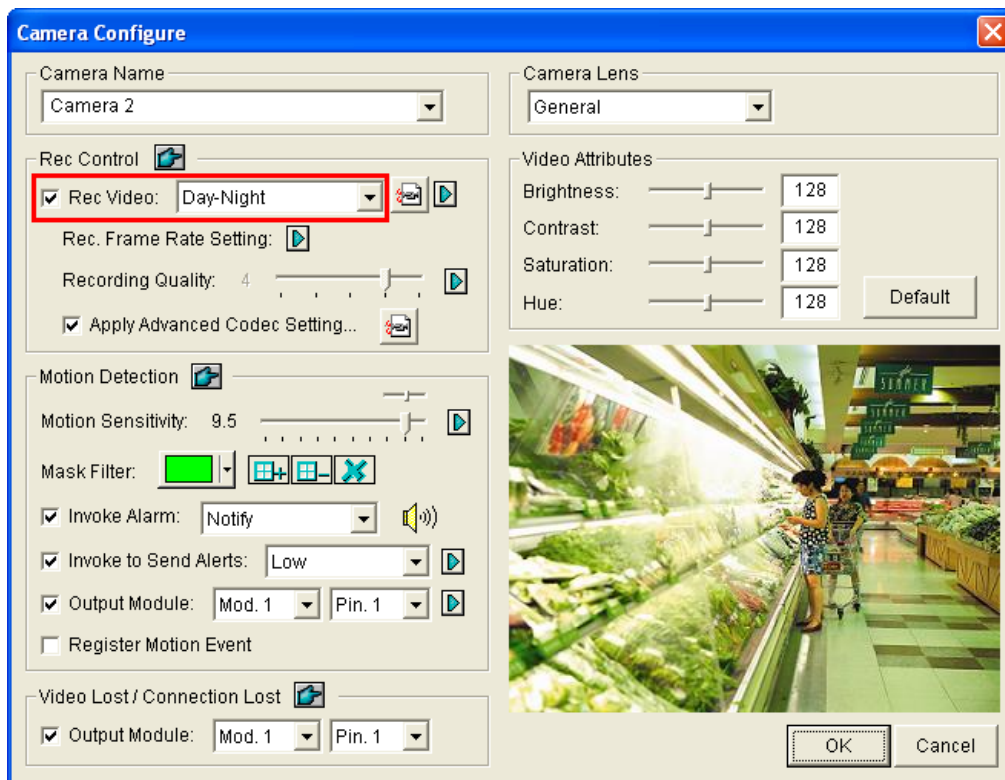 Camera Configure
Camera Name
Camera 2
Rec Control
Rec Video: Day-Night
Rec. Frame Rate Setting:
Recording Quality: 4
Apply Advanced Codec Setting...
Motion Detection
Motion Sensitivity: 9.5
Mask Filter:
Invoke Alarm: Notify
Invoke to Send Alerts: Low
Output Module: Mod. 1 Pin. 1
Register Motion Event
Video Lost / Connection Lost
Output Module: Mod. 1 Pin. 1
Camera Lens
General
Video Attributes
Brightness: 128
Contrast: 128
Saturation: 128
Hue: 128
Default
SUMMER
SUMMER
OK
Cancel